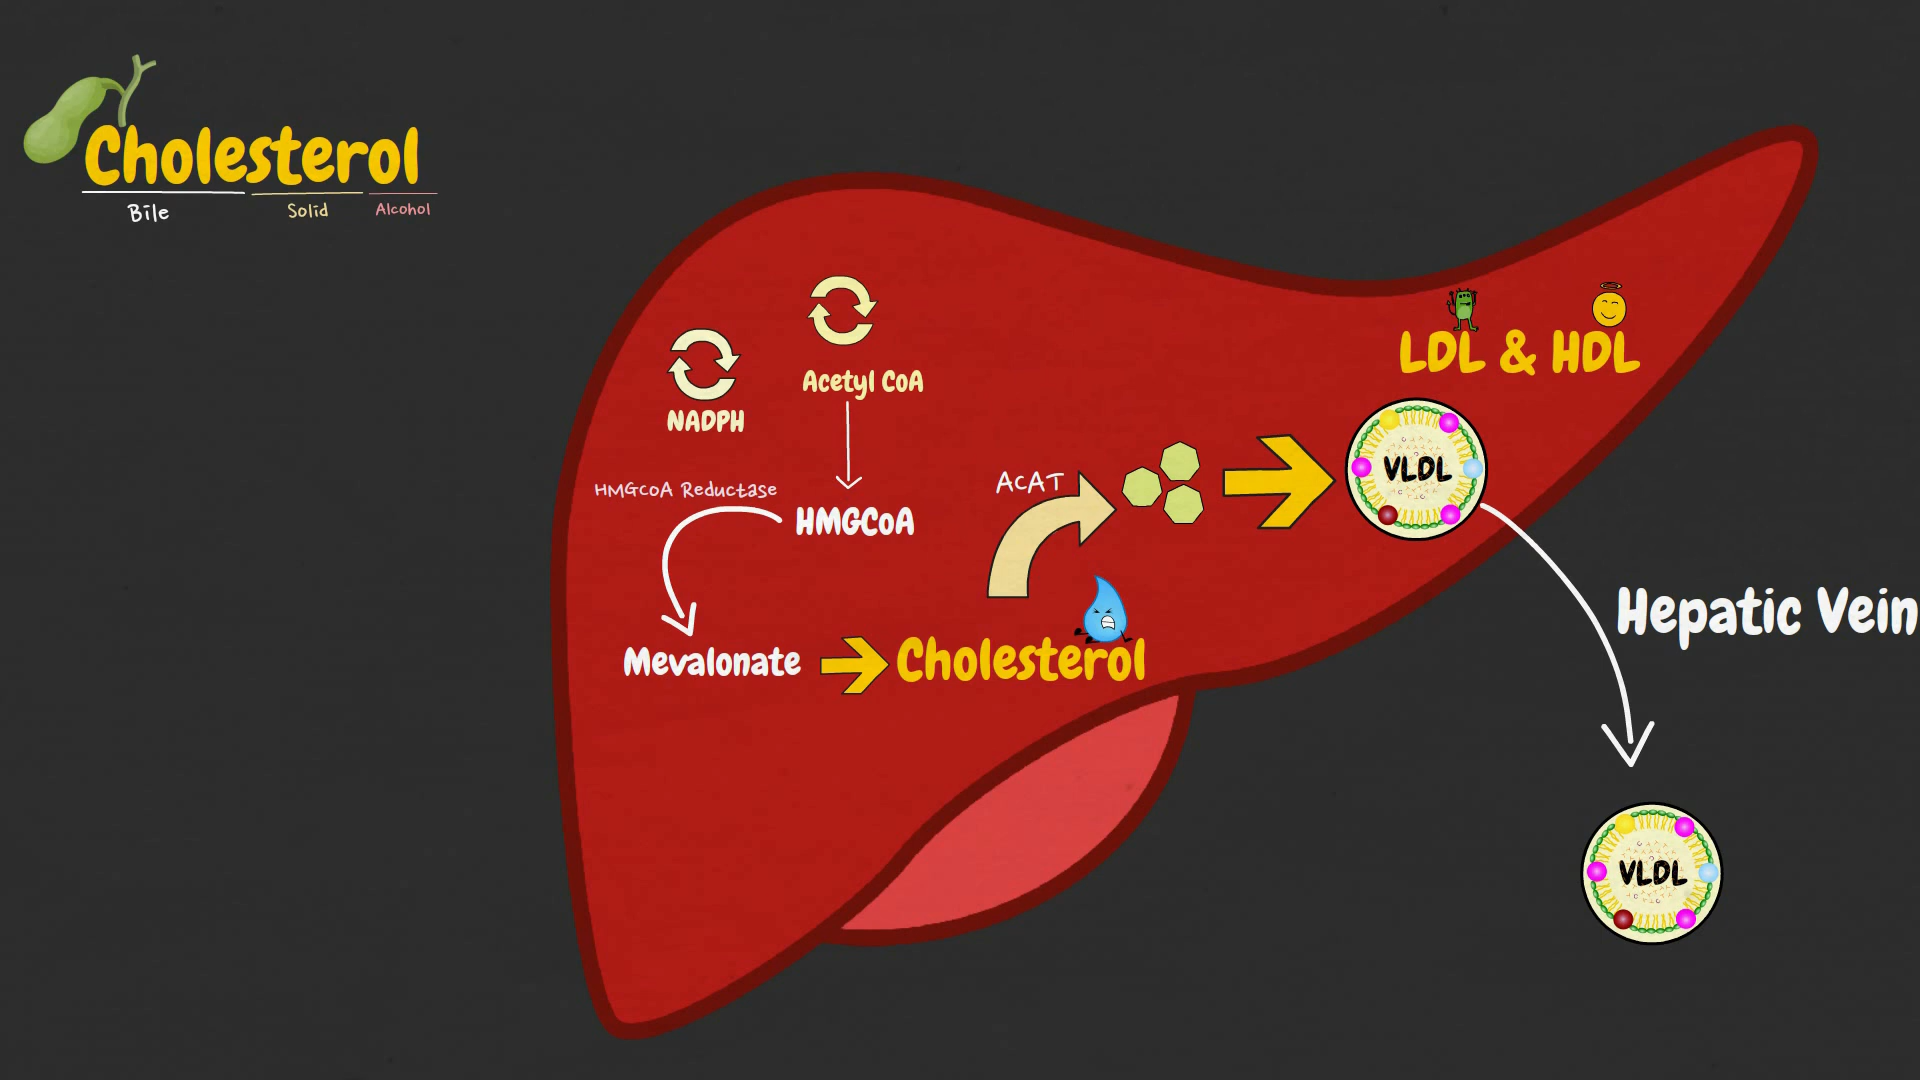 Cholesterol
Bile Solid Alcohol
LDL & HDL
Acetyl CoA
NADPH
VLDL
ACAT
HMGCoA Reductase
HMGCoA
Hepatic Vein
Mevalonate
Cholesterol
VLDL